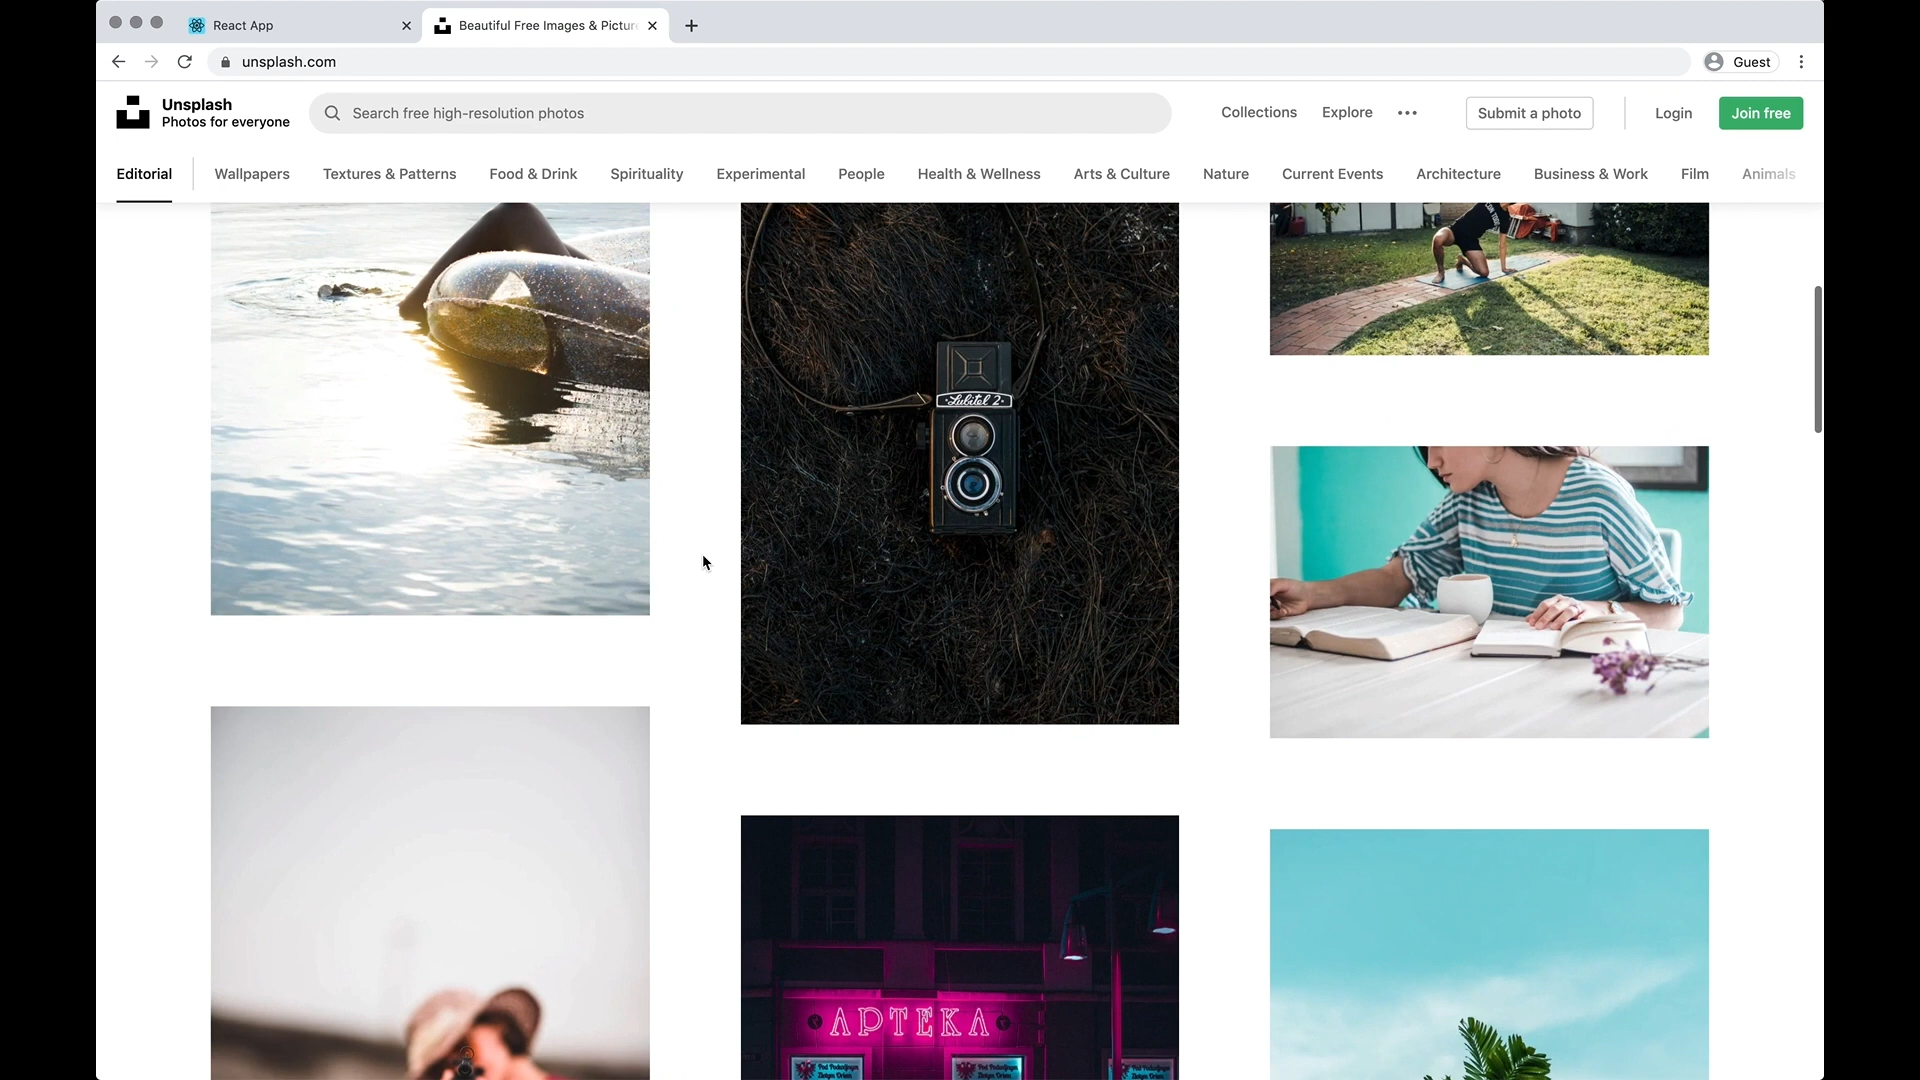 React App
Beautiful Free Images & Pictur
unsplash.com
Guest
Unsplash
Photos for everyone
Search free high-resolution photos
Collections
Explore
Submit a photo
Login
Join free
Editorial
Wallpapers
Textures & Patterns
Food & Drink
Spirituality
Experimental
People
Health & Wellness
Arts & Culture
Nature
Current Events
Architecture
Business & Work
Film
Animals
Lubitel 2
APTEKA